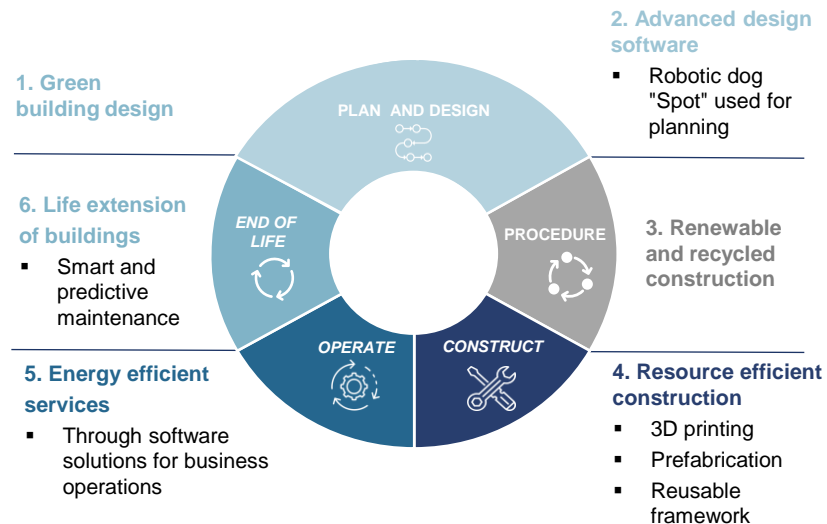 1. Green
building design
2. Advanced design
software
▪ Robotic dog
"Spot" used for
planning
PLAN AND DESIGN
6. Life extension
of buildings
▪ Smart and
predictive
maintenance
END OF
LIFE
PROCEDURE
3. Renewable
and recycled
construction
OPERATE
CONSTRUCT
5. Energy efficient
services
▪ Through software
solutions for business
operations
4. Resource efficient
construction
▪ 3D printing
▪ Prefabrication
▪ Reusable
framework